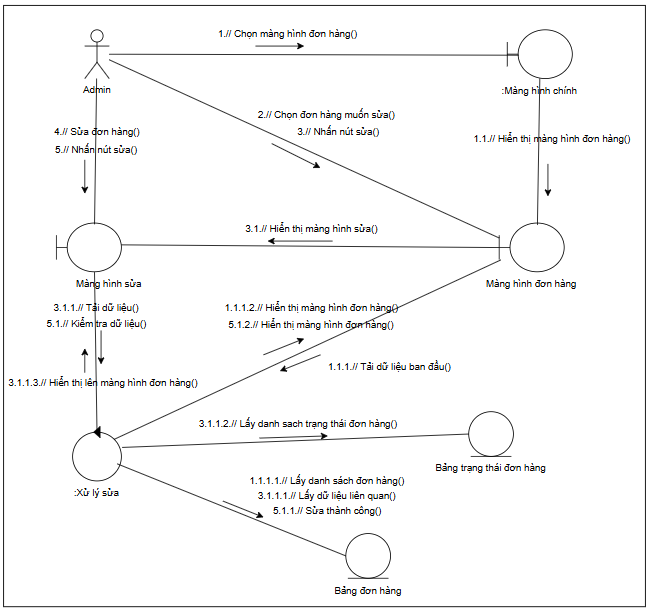 1.// Chọn màng hình đơn hàng()
Admin
:Màng hình chính
2.// Chọn đơn hàng muốn sửa()
3.// Nhấn nút sửa()
4.// Sửa đơn hàng()
5.// Nhấn nút sửa()
1.1.// Hiển thị màng hình đơn hàng()
3.1.// Hiển thị màng hình sửa()
Màng hình sửa
Màng hình đơn hàng
3.1.1.// Tải dữ liệu()
5.1.// Kiểm tra dữ liệu()
1.1.1.2.// Hiển thị màng hình đơn hàng()
5.1.2.// Hiển thị màng hình đơn hàng()
1.1.1.// Tải dữ liệu ban đầu()
3.1.1.3.// Hiển thị lên màng hình đơn hàng()
3.1.1.2.// Lấy danh sach trạng thái đơn hàng()
Bảng trạng thái đơn hàng
:Xử lý sửa
1.1.1.1.// Lấy danh sách đơn hàng()
3.1.1.1.// Lấy dữ liệu liên quan()
5.1.1.// Sửa thành công()
Bảng đơn hàng